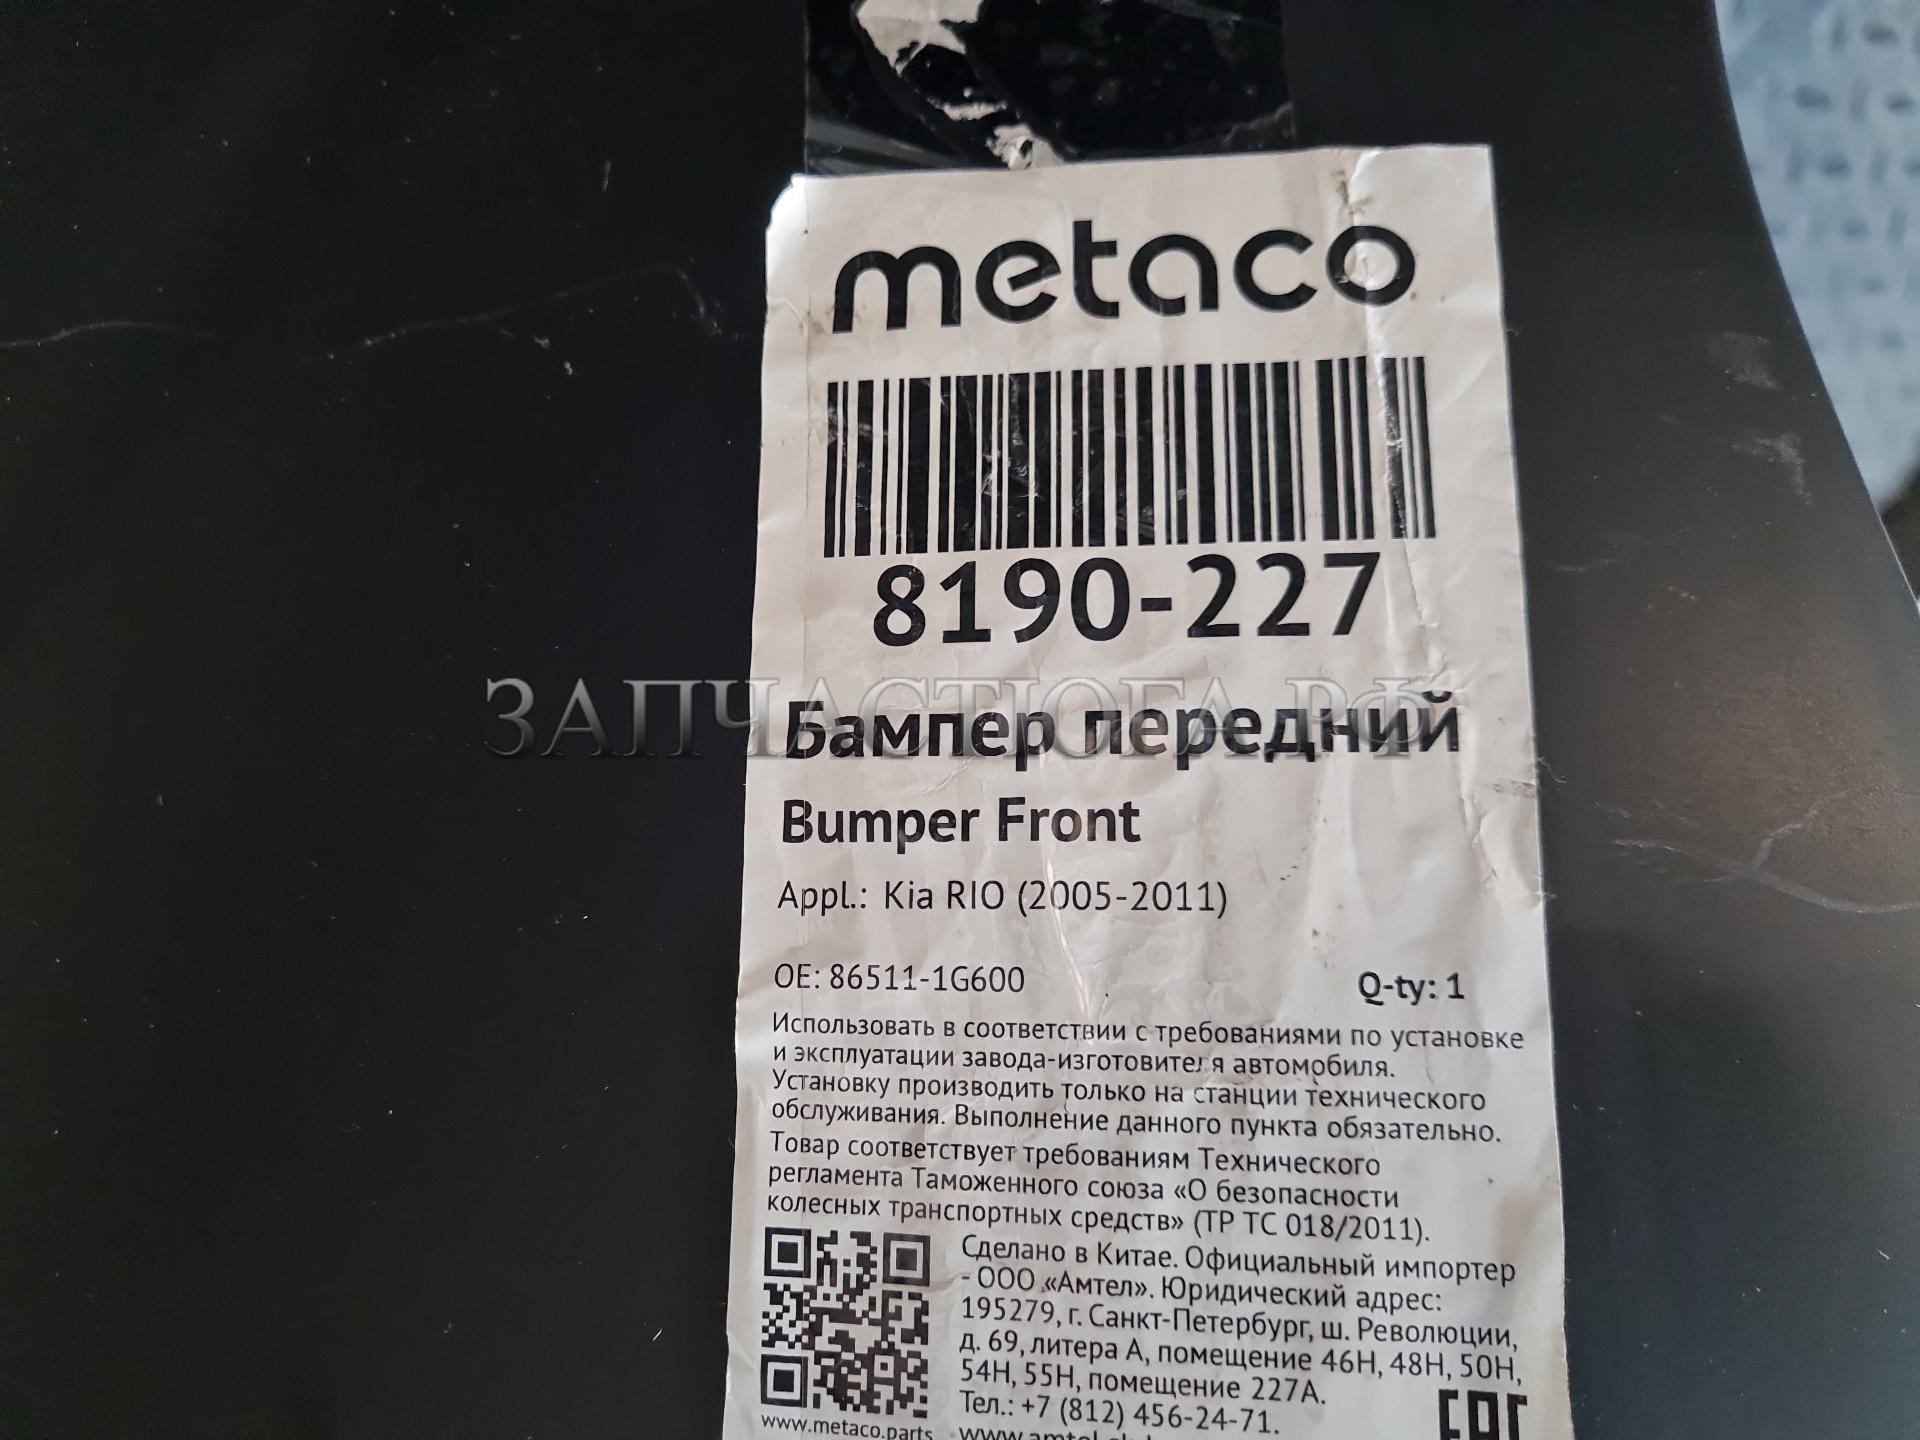 metaco
8190-227
ЗАПЧАСТЮГА.РФ
Бампер передний
Bumper Front
Appl.: Kia RIO (2005-2011)
OE: 86511-1G600
Q-ty: 1
Использовать в соответствии с требованиями по установке
и эксплуатации завода-изготовителя автомобиля.
Установку производить только на станции технического
обслуживания. Выполнение данного пункта обязательно.
Товар соответствует требованиям Технического
регламента Таможенного союза «О безопасности
колесных транспортных средств» (ТР ТС 018/2011).
Сделано в Китае. Официальный импортер
- ООО «Амтел». Юридический адрес:
195279, г. Санкт-Петербург, ш. Революции,
д. 69, литера А, помещение 46Н, 48Н, 50Н,
54Н, 55Н, помещение 227А.
Тел.: +7 (812) 456-24-71.
www.metaco.parts
EAC